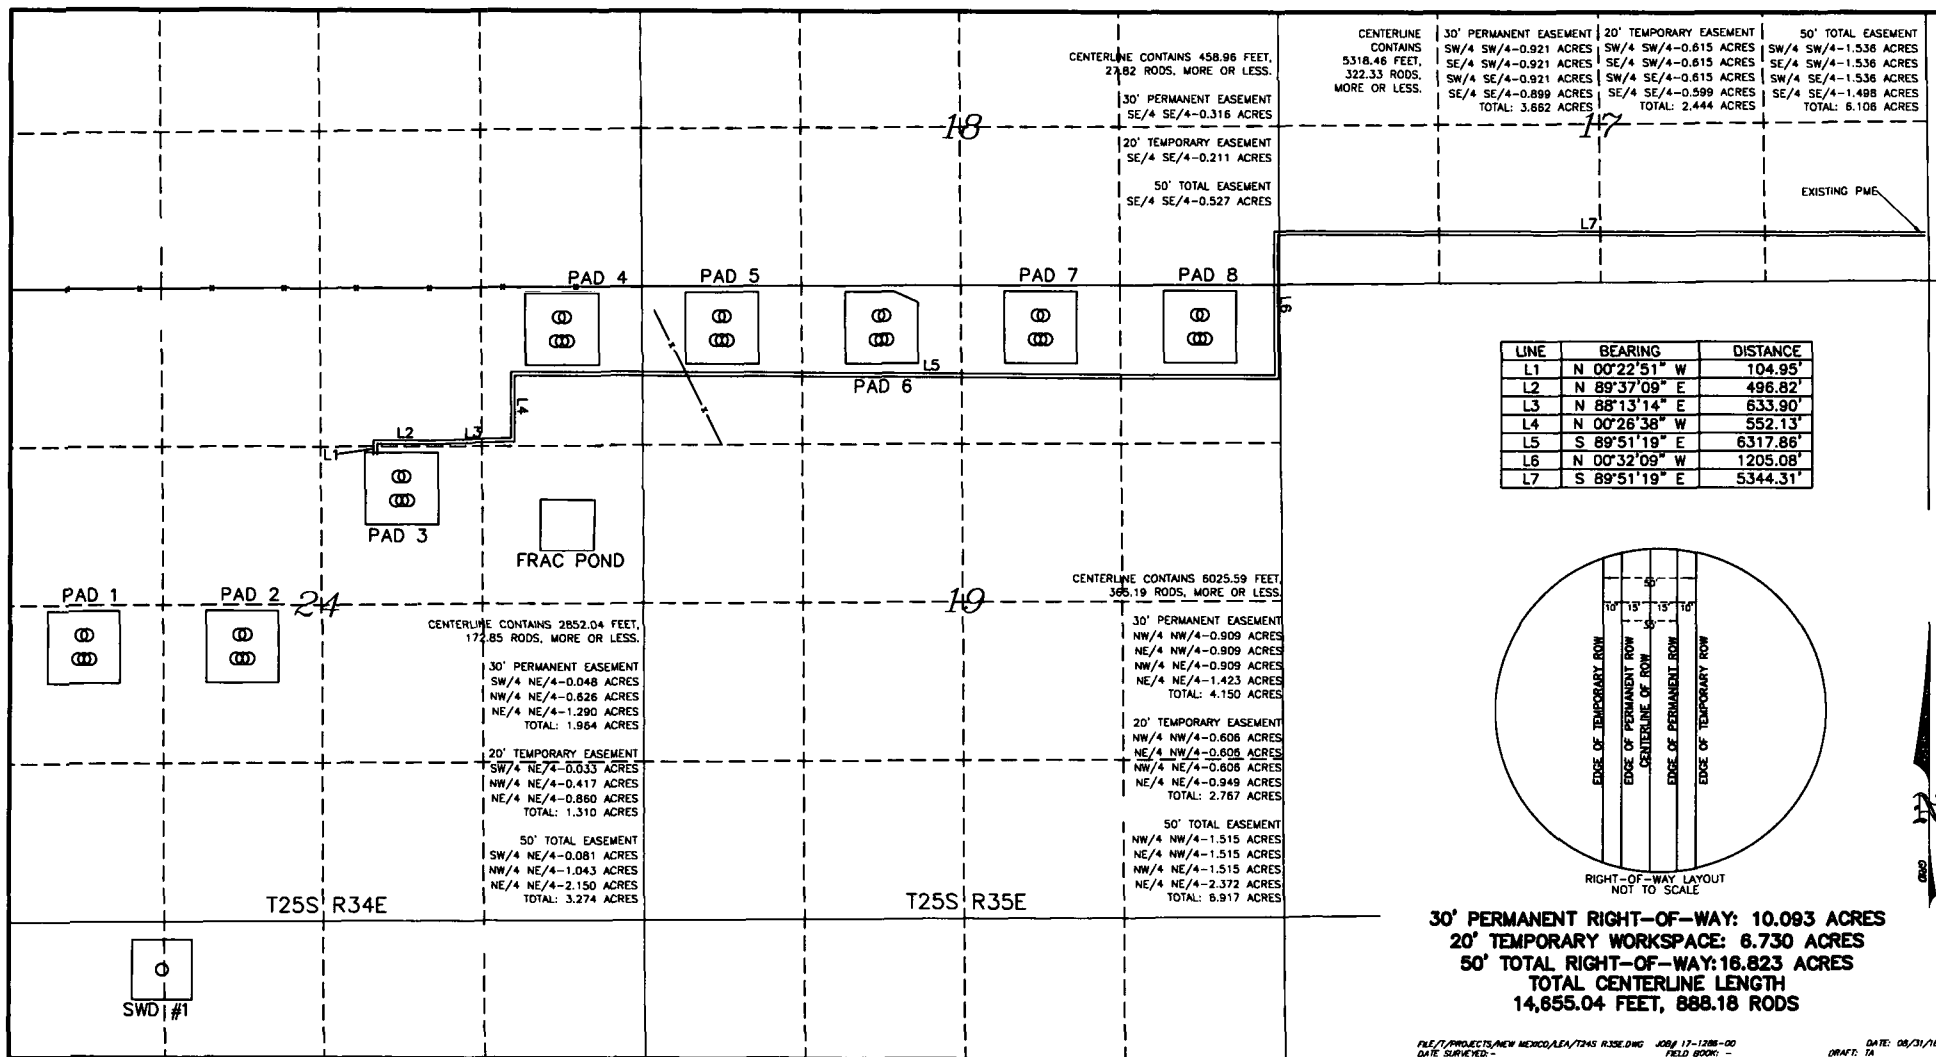 CENTERLINE CONTAINS 458.96 FEET,
27.82 RODS, MORE OR LESS.
30' PERMANENT EASEMENT
SE/4 SE/4-0.316 ACRES
20' TEMPORARY EASEMENT
SE/4 SE/4-0.211 ACRES
50' TOTAL EASEMENT
SE/4 SE/4-0.527 ACRES
CENTERLINE
CONTAINS
5318.46 FEET,
322.33 RODS,
MORE OR LESS.
30' PERMANENT EASEMENT
SW/4 SW/4-0.921 ACRES
SE/4 SW/4-0.921 ACRES
SW/4 SE/4-0.921 ACRES
SE/4 SE/4-0.899 ACRES
TOTAL: 3.662 ACRES
20' TEMPORARY EASEMENT
SW/4 SW/4-0.615 ACRES
SE/4 SW/4-0.615 ACRES
SW/4 SE/4-0.615 ACRES
SE/4 SE/4-0.599 ACRES
TOTAL: 2.444 ACRES
50' TOTAL EASEMENT
SW/4 SW/4-1.536 ACRES
SE/4 SW/4-1.536 ACRES
SW/4 SE/4-1.536 ACRES
SE/4 SE/4-1.498 ACRES
TOTAL: 6.106 ACRES
18
17
EXISTING PME
L7
PAD 4
PAD 5
PAD 7
PAD 8
L6
L5
PAD 6
L4
L2
L3
L1
PAD 3
FRAC POND
LINE BEARING DISTANCE
L1 N 00°22'51" W 104.95'
L2 N 89°37'09" E 496.82'
L3 N 88°13'14" E 633.90'
L4 N 00°26'38" W 552.13'
L5 S 89°51'19" E 6317.86'
L6 N 00°32'09" W 1205.08'
L7 S 89°51'19" E 5344.31'
PAD 1
PAD 2
24
19
CENTERLINE CONTAINS 2852.04 FEET,
172.85 RODS, MORE OR LESS.
30' PERMANENT EASEMENT
SW/4 NE/4-0.048 ACRES
NW/4 NE/4-0.626 ACRES
NE/4 NE/4-1.290 ACRES
TOTAL: 1.964 ACRES
20' TEMPORARY EASEMENT
SW/4 NE/4-0.033 ACRES
NW/4 NE/4-0.417 ACRES
NE/4 NE/4-0.860 ACRES
TOTAL: 1.310 ACRES
50' TOTAL EASEMENT
SW/4 NE/4-0.081 ACRES
NW/4 NE/4-1.043 ACRES
NE/4 NE/4-2.150 ACRES
TOTAL: 3.274 ACRES
CENTERLINE CONTAINS 6025.59 FEET,
365.19 RODS, MORE OR LESS.
30' PERMANENT EASEMENT
NW/4 NW/4-0.909 ACRES
NE/4 NW/4-0.909 ACRES
NW/4 NE/4-0.909 ACRES
NE/4 NE/4-1.423 ACRES
TOTAL: 4.150 ACRES
20' TEMPORARY EASEMENT
NW/4 NW/4-0.606 ACRES
NE/4 NW/4-0.606 ACRES
NW/4 NE/4-0.606 ACRES
NE/4 NE/4-0.949 ACRES
TOTAL: 2.767 ACRES
50' TOTAL EASEMENT
NW/4 NW/4-1.515 ACRES
NE/4 NW/4-1.515 ACRES
NW/4 NE/4-1.515 ACRES
NE/4 NE/4-2.372 ACRES
TOTAL: 6.917 ACRES
T25S R34E
T25S R35E
SWD #1
50'
10' 15' 15' 10'
30'
EDGE OF TEMPORARY ROW
EDGE OF PERMANENT ROW
CENTERLINE OF ROW
EDGE OF PERMANENT ROW
EDGE OF TEMPORARY ROW
RIGHT-OF-WAY LAYOUT
NOT TO SCALE
GRID
30' PERMANENT RIGHT-OF-WAY: 10.093 ACRES
20' TEMPORARY WORKSPACE: 6.730 ACRES
50' TOTAL RIGHT-OF-WAY:16.823 ACRES
TOTAL CENTERLINE LENGTH
14,655.04 FEET, 888.18 RODS
FILE/T/PROJECTS/NEW MEXICO/LEA/T24S R35E.DWG JOB# 17-1286-00
DATE SURVEYED: - FIELD BOOK: -
DRAFT: TA